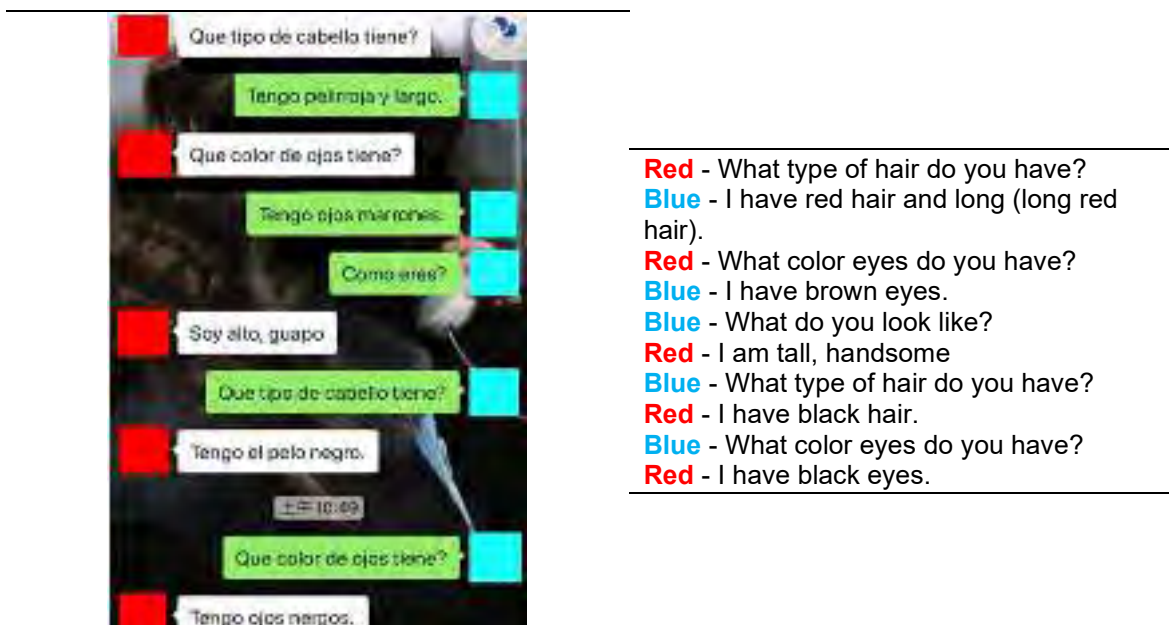 Que tipo de cabello tiene?
Tengo pelirroja y largo.
Que color de ojos tiene?
Tengo ojos marrones.
Como eres?
Soy alto, guapo
Que tipo de cabello tiene?
Tengo el pelo negro.
上午 10:49
Que color de ojos tiene?
Tengo ojos negros.
Red - What type of hair do you have?
Blue - I have red hair and long (long red
hair).
Red - What color eyes do you have?
Blue - I have brown eyes.
Blue - What do you look like?
Red - I am tall, handsome
Blue - What type of hair do you have?
Red - I have black hair.
Blue - What color eyes do you have?
Red - I have black eyes.